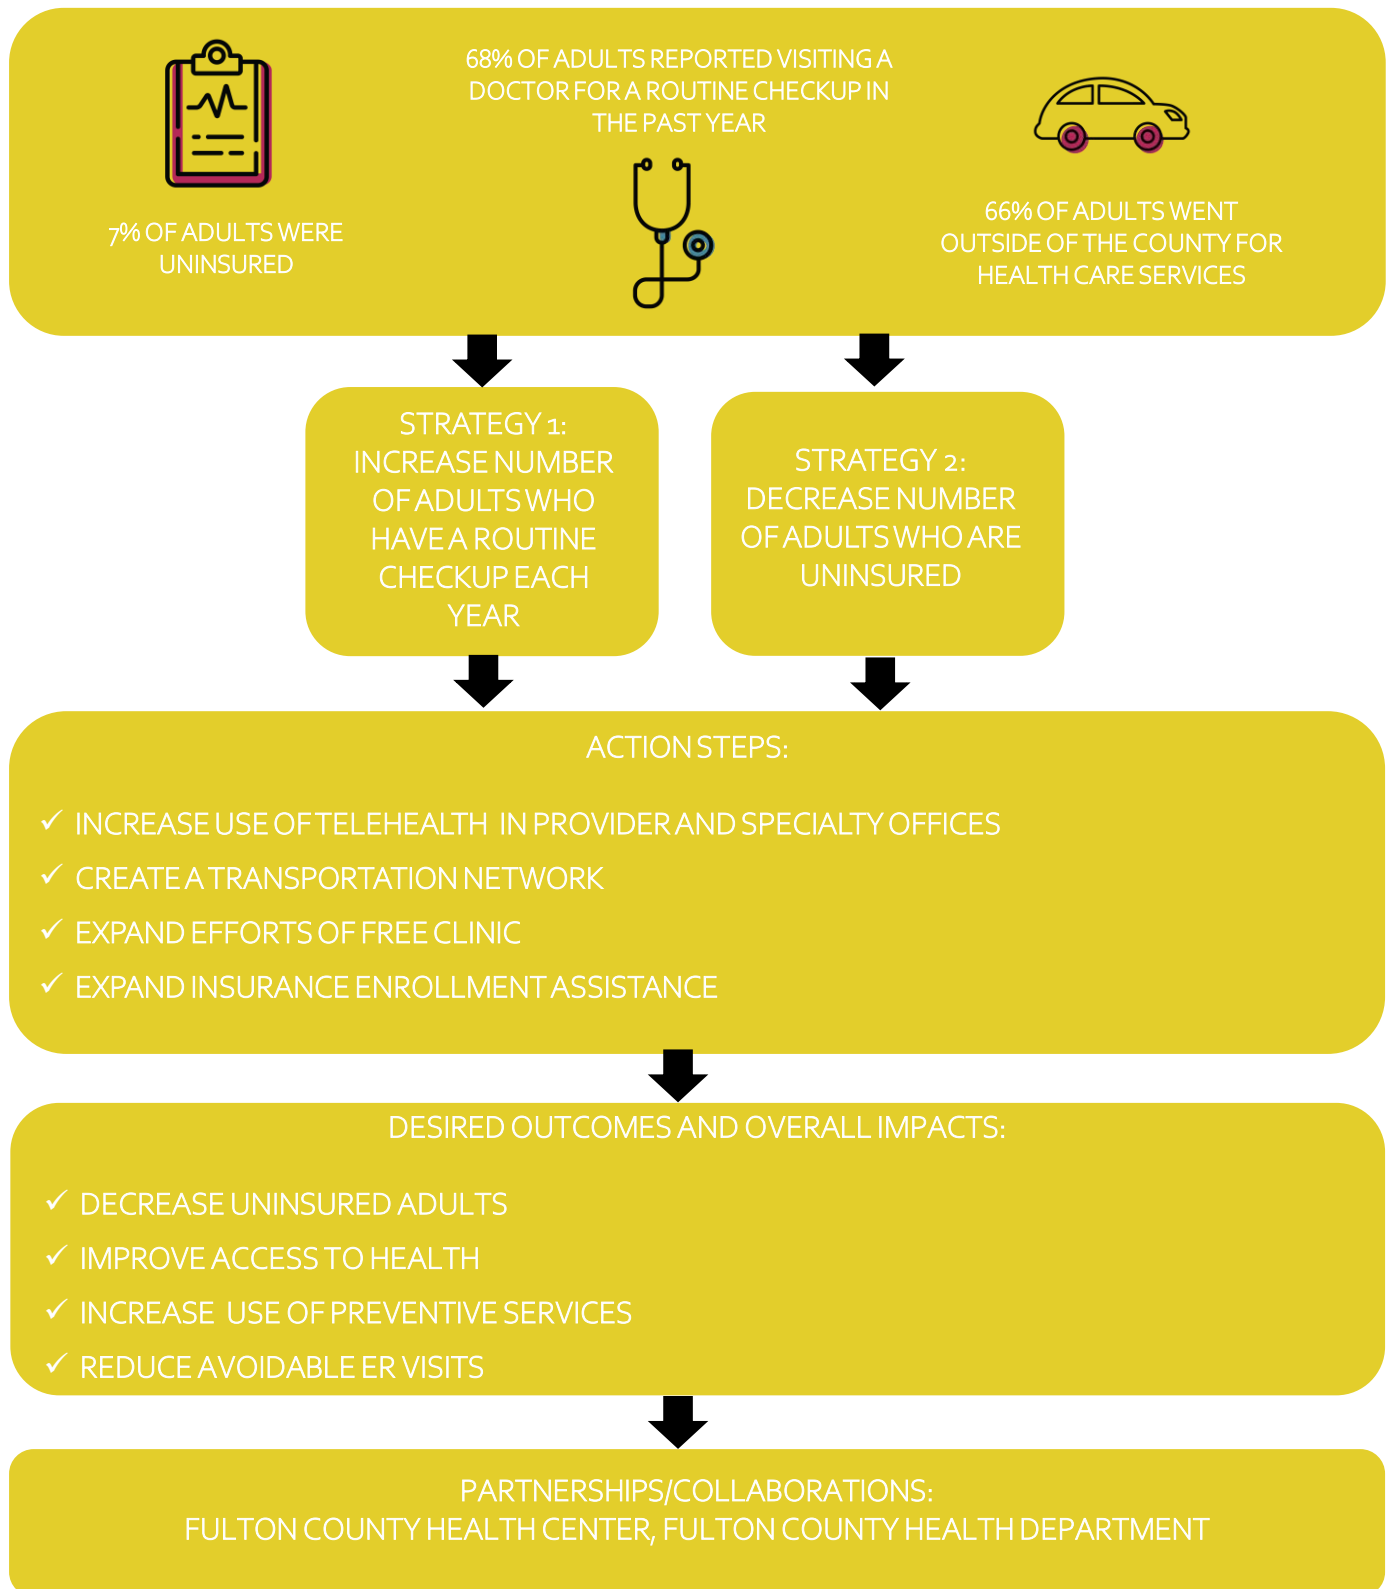 7% OF ADULTS WERE
UNINSURED
68% OF ADULTS REPORTED VISITING A
DOCTOR FOR A ROUTINE CHECKUP IN
THE PAST YEAR
66% OF ADULTS WENT
OUTSIDE OF THE COUNTY FOR
HEALTH CARE SERVICES
STRATEGY 1:
INCREASE NUMBER
OF ADULTS WHO
HAVE A ROUTINE
CHECKUP EACH
YEAR
STRATEGY 2:
DECREASE NUMBER
OF ADULTS WHO ARE
UNINSURED
ACTION STEPS:
✓ INCREASE USE OF TELEHEALTH IN PROVIDER AND SPECIALTY OFFICES
✓ CREATE A TRANSPORTATION NETWORK
✓ EXPAND EFFORTS OF FREE CLINIC
✓ EXPAND INSURANCE ENROLLMENT ASSISTANCE
DESIRED OUTCOMES AND OVERALL IMPACTS:
✓ DECREASE UNINSURED ADULTS
✓ IMPROVE ACCESS TO HEALTH
✓ INCREASE USE OF PREVENTIVE SERVICES
✓ REDUCE AVOIDABLE ER VISITS
PARTNERSHIPS/COLLABORATIONS:
FULTON COUNTY HEALTH CENTER, FULTON COUNTY HEALTH DEPARTMENT